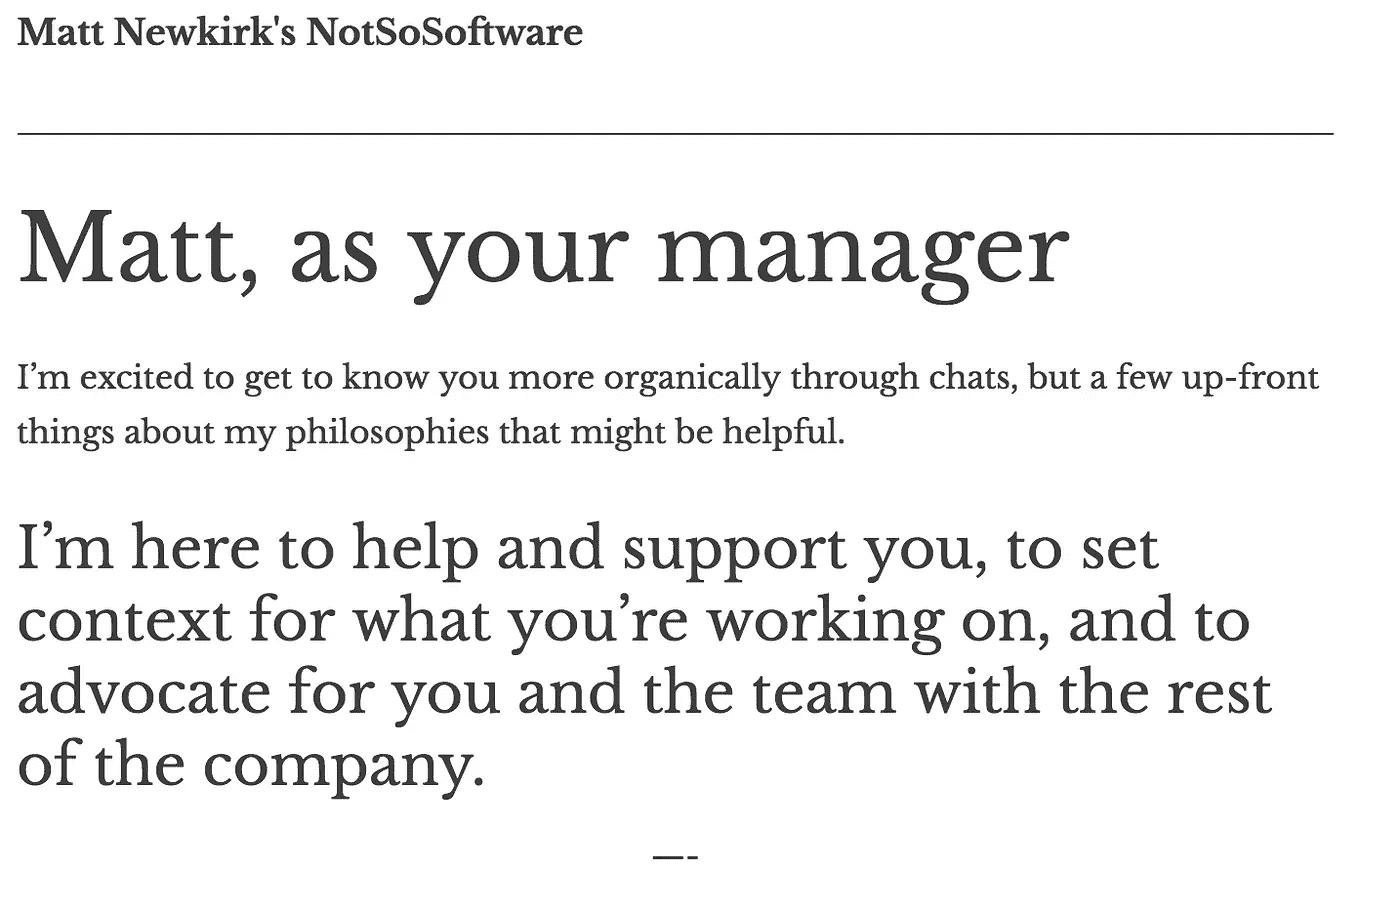 Matt Newkirk's NotSoSoftware
Matt, as your manager
I’m excited to get to know you more organically through chats, but a few up-front
things about my philosophies that might be helpful.
I’m here to help and support you, to set
context for what you’re working on, and to
advocate for you and the team with the rest
of the company.
—-